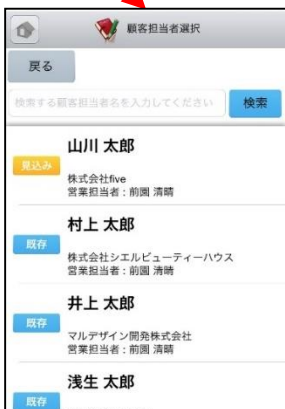 顧客担当者選択
戻る
検索する顧客担当者名を入力してください
検索
山川 太郎
見込み
株式会社five
営業担当者：前園 清晴
村上 太郎
既存
株式会社シエルビューティーハウス
営業担当者：前園 清晴
井上 太郎
既存
マルデザイン開発株式会社
営業担当者：前園 清晴
浅生 太郎
既存